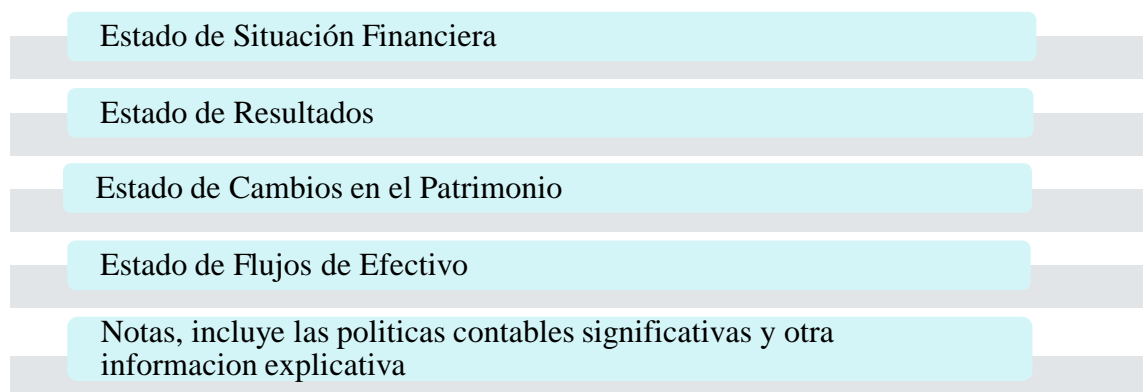 Estado de Situación Financiera
Estado de Resultados
Estado de Cambios en el Patrimonio
Estado de Flujos de Efectivo
Notas, incluye las politicas contables significativas y otra
informacion explicativa